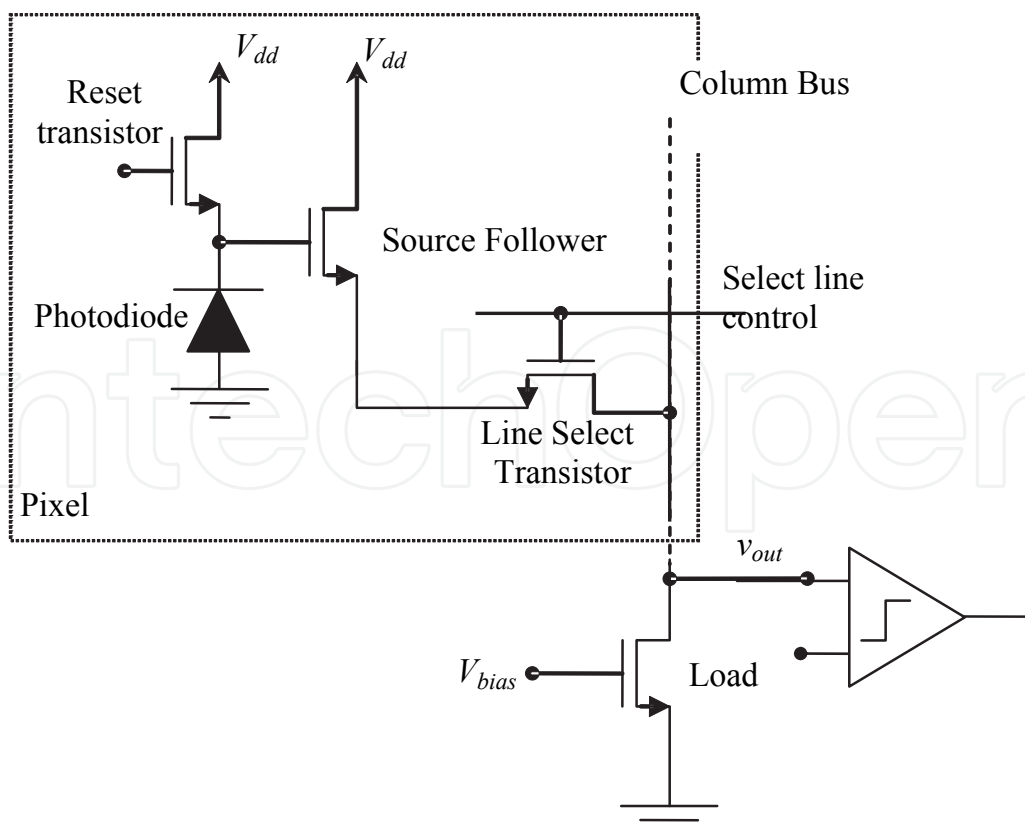 V_dd
V_dd
Reset
transistor
Column Bus
Source Follower
Select line
control
Photodiode
Line Select
Transistor
Pixel
v_out
V_bias
Load
intechOpen